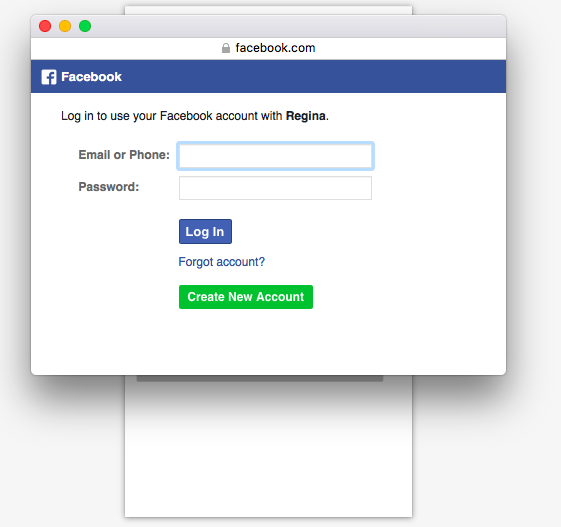 facebook.com
Facebook
Log in to use your Facebook account with Regina.
Email or Phone:
Password:
Log In
Forgot account?
Create New Account